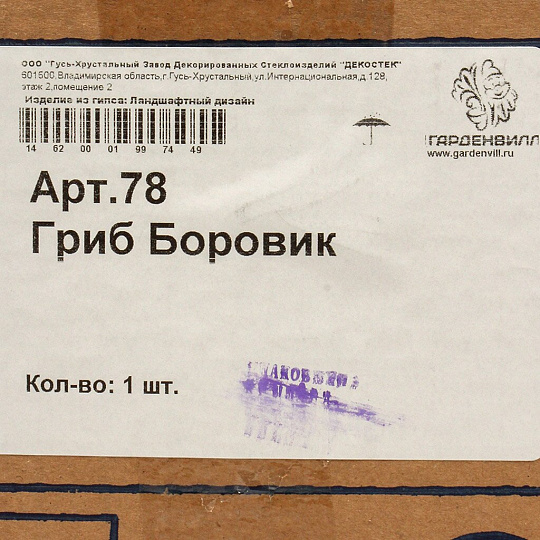 ООО "Гусь-Хрустальный Завод Декорированных Стеклоизделий "ДЕКОСТЕК"
601500,Владимирская область,г.Гусь-Хрустальный,ул.Интернациональная,д.128,
этаж 2,помещение 2
Изделие из гипса: Ландшафтный дизайн
14 62 00 01 99 74 49
ГАРДЕНВИЛЛ
www.gardenvill.ru
Арт.78
Гриб Боровик
Кол-во: 1 шт.